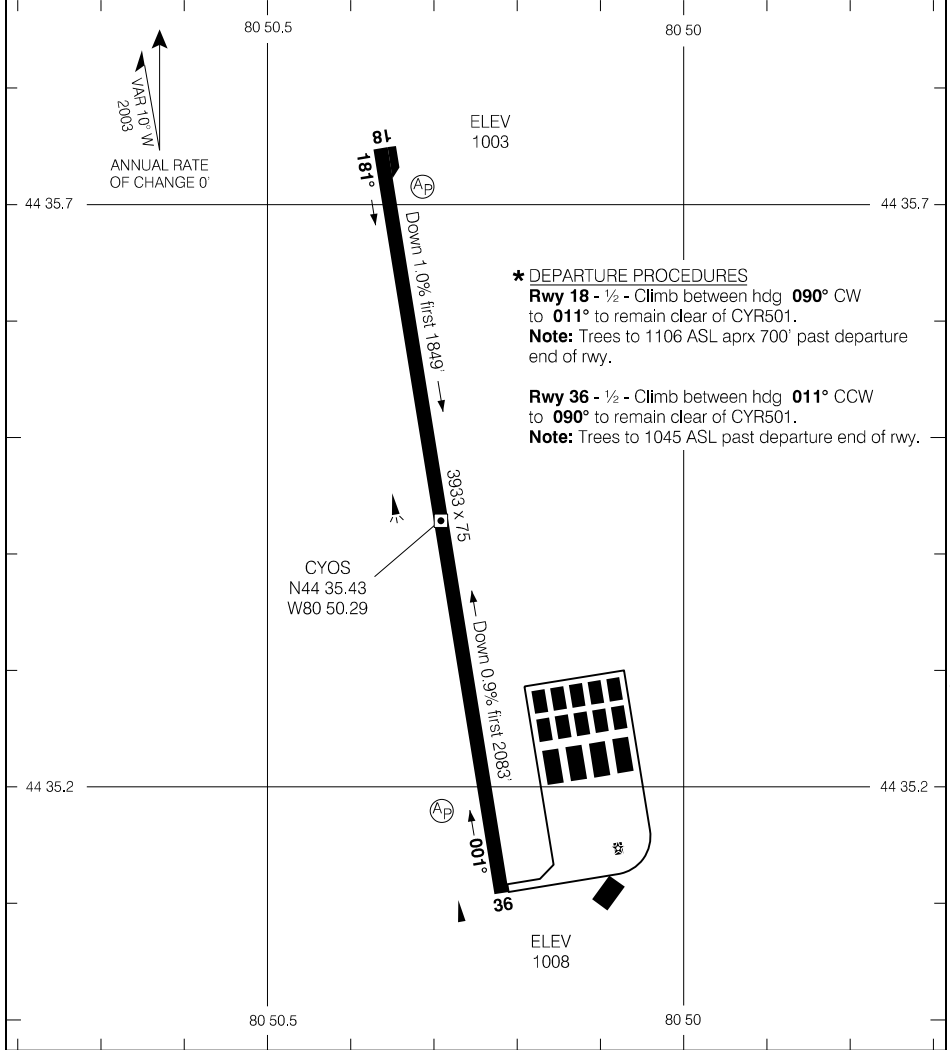 80 50.5
80 50
VAR 10° W
2003
ANNUAL RATE
OF CHANGE 0'
ELEV
1003
18
181°
AP
44 35.7
44 35.7
Down 1.0% first 1849'
* DEPARTURE PROCEDURES
Rwy 18 - ½ - Climb between hdg 090° CW
to 011° to remain clear of CYR501.
Note: Trees to 1106 ASL aprx 700' past departure
end of rwy.
Rwy 36 - ½ - Climb between hdg 011° CCW
to 090° to remain clear of CYR501.
Note: Trees to 1045 ASL past departure end of rwy.
3933 x 75
CYOS
N44 35.43
W80 50.29
Down 0.9% first 2083'
44 35.2
44 35.2
AP
001°
36
ELEV
1008
80 50.5
80 50